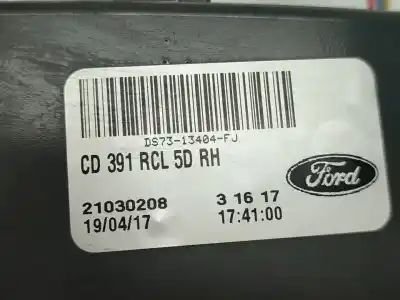 DS73-13404-FJ
CD 391 RCL 5D RH
Ford
21030208 3 16 17
19/04/17 17:41:00